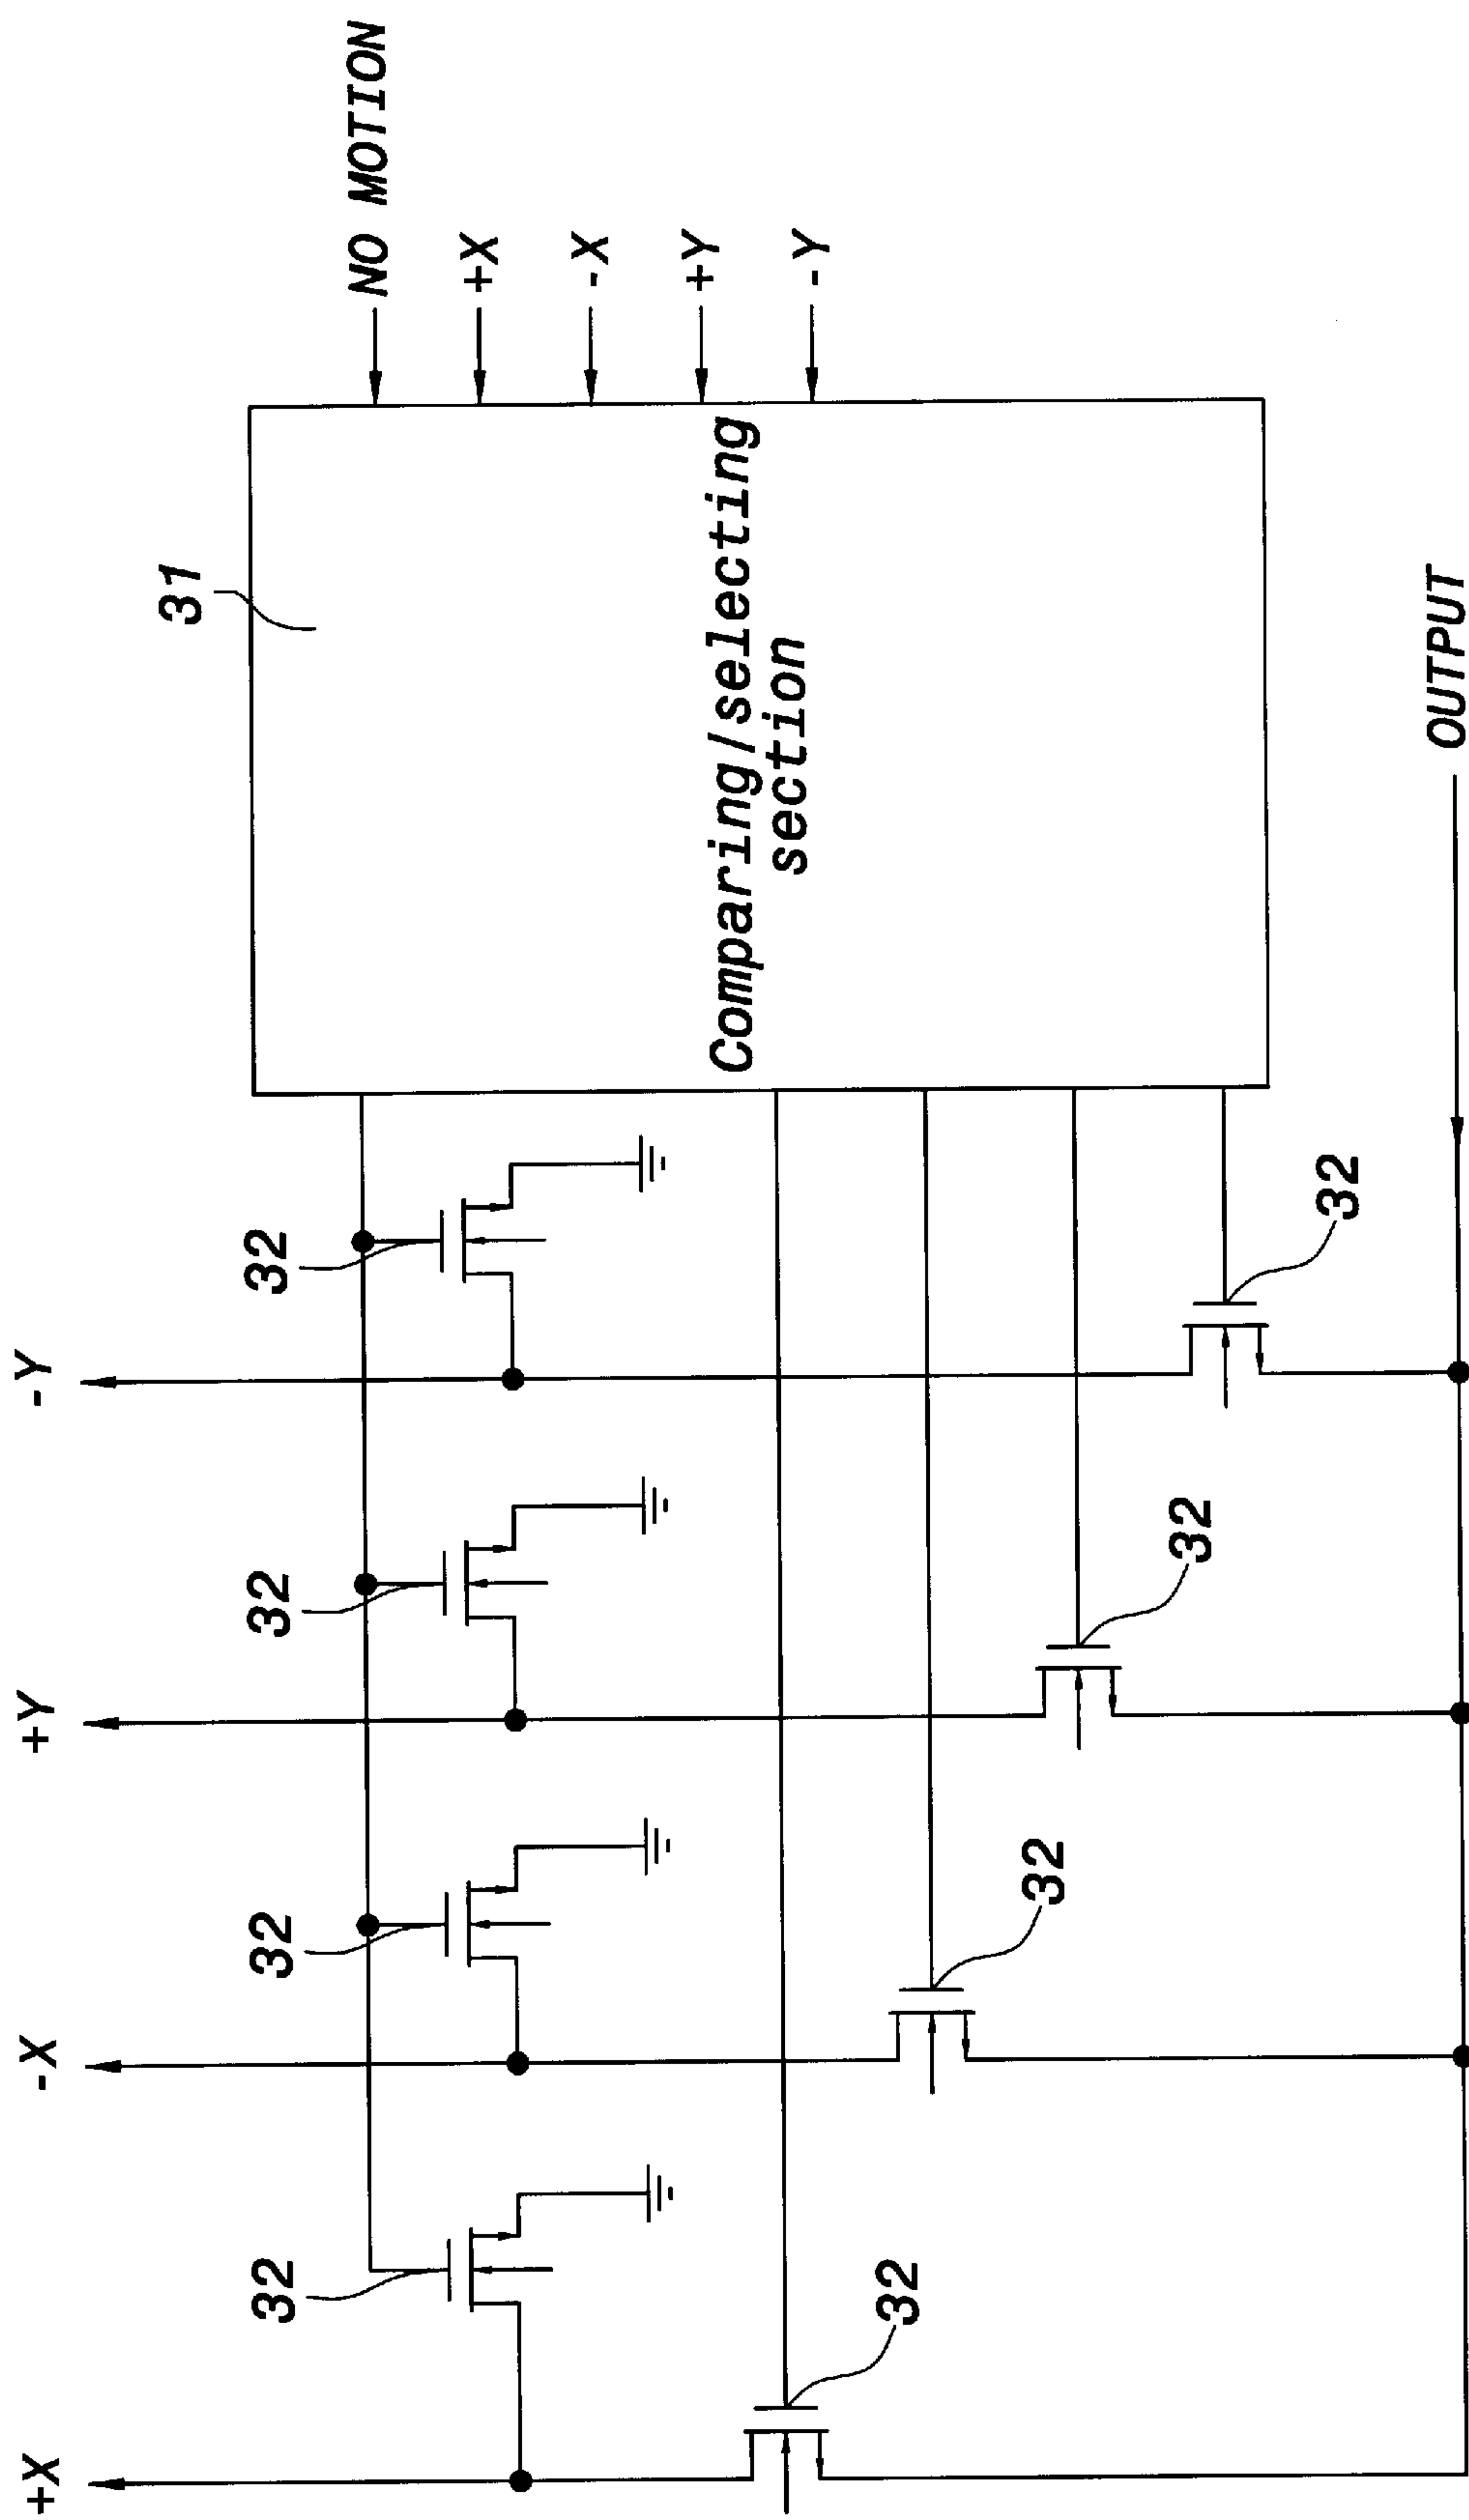 +X
-X
+Y
-Y
31
32
32
32
32
NO MOTION
+X
-X
+Y
-Y
Comparing/selecting
section
32
32
32
32
OUTPUT